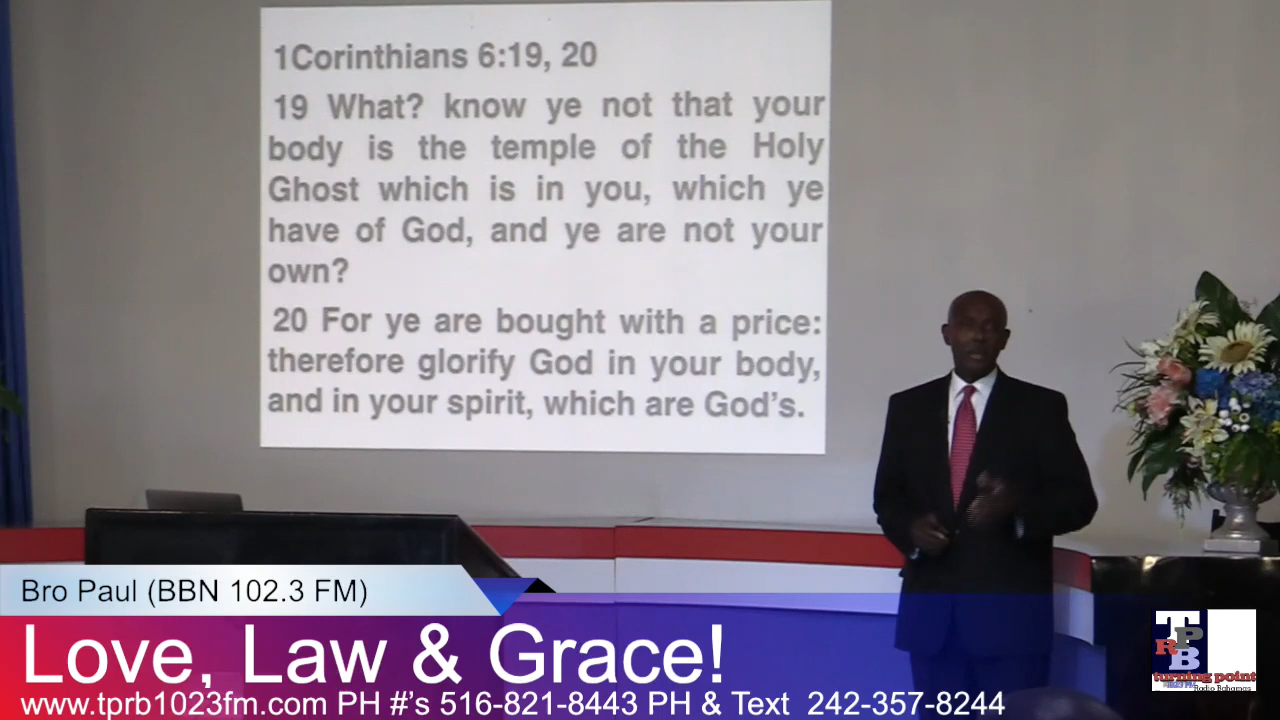 1Corinthians 6:19, 20
19 What? know ye not that your
body is the temple of the Holy
Ghost which is in you, which ye
have of God, and ye are not your
own?
20 For ye are bought with a price:
therefore glorify God in your body,
and in your spirit, which are God's.
Bro Paul (BBN 102.3 FM)
Love, Law & Grace!
www.tprb1023fm.com PH #'s 516-821-8443 PH & Text 242-357-8244
TPRB
turning point
Radio Bahamas